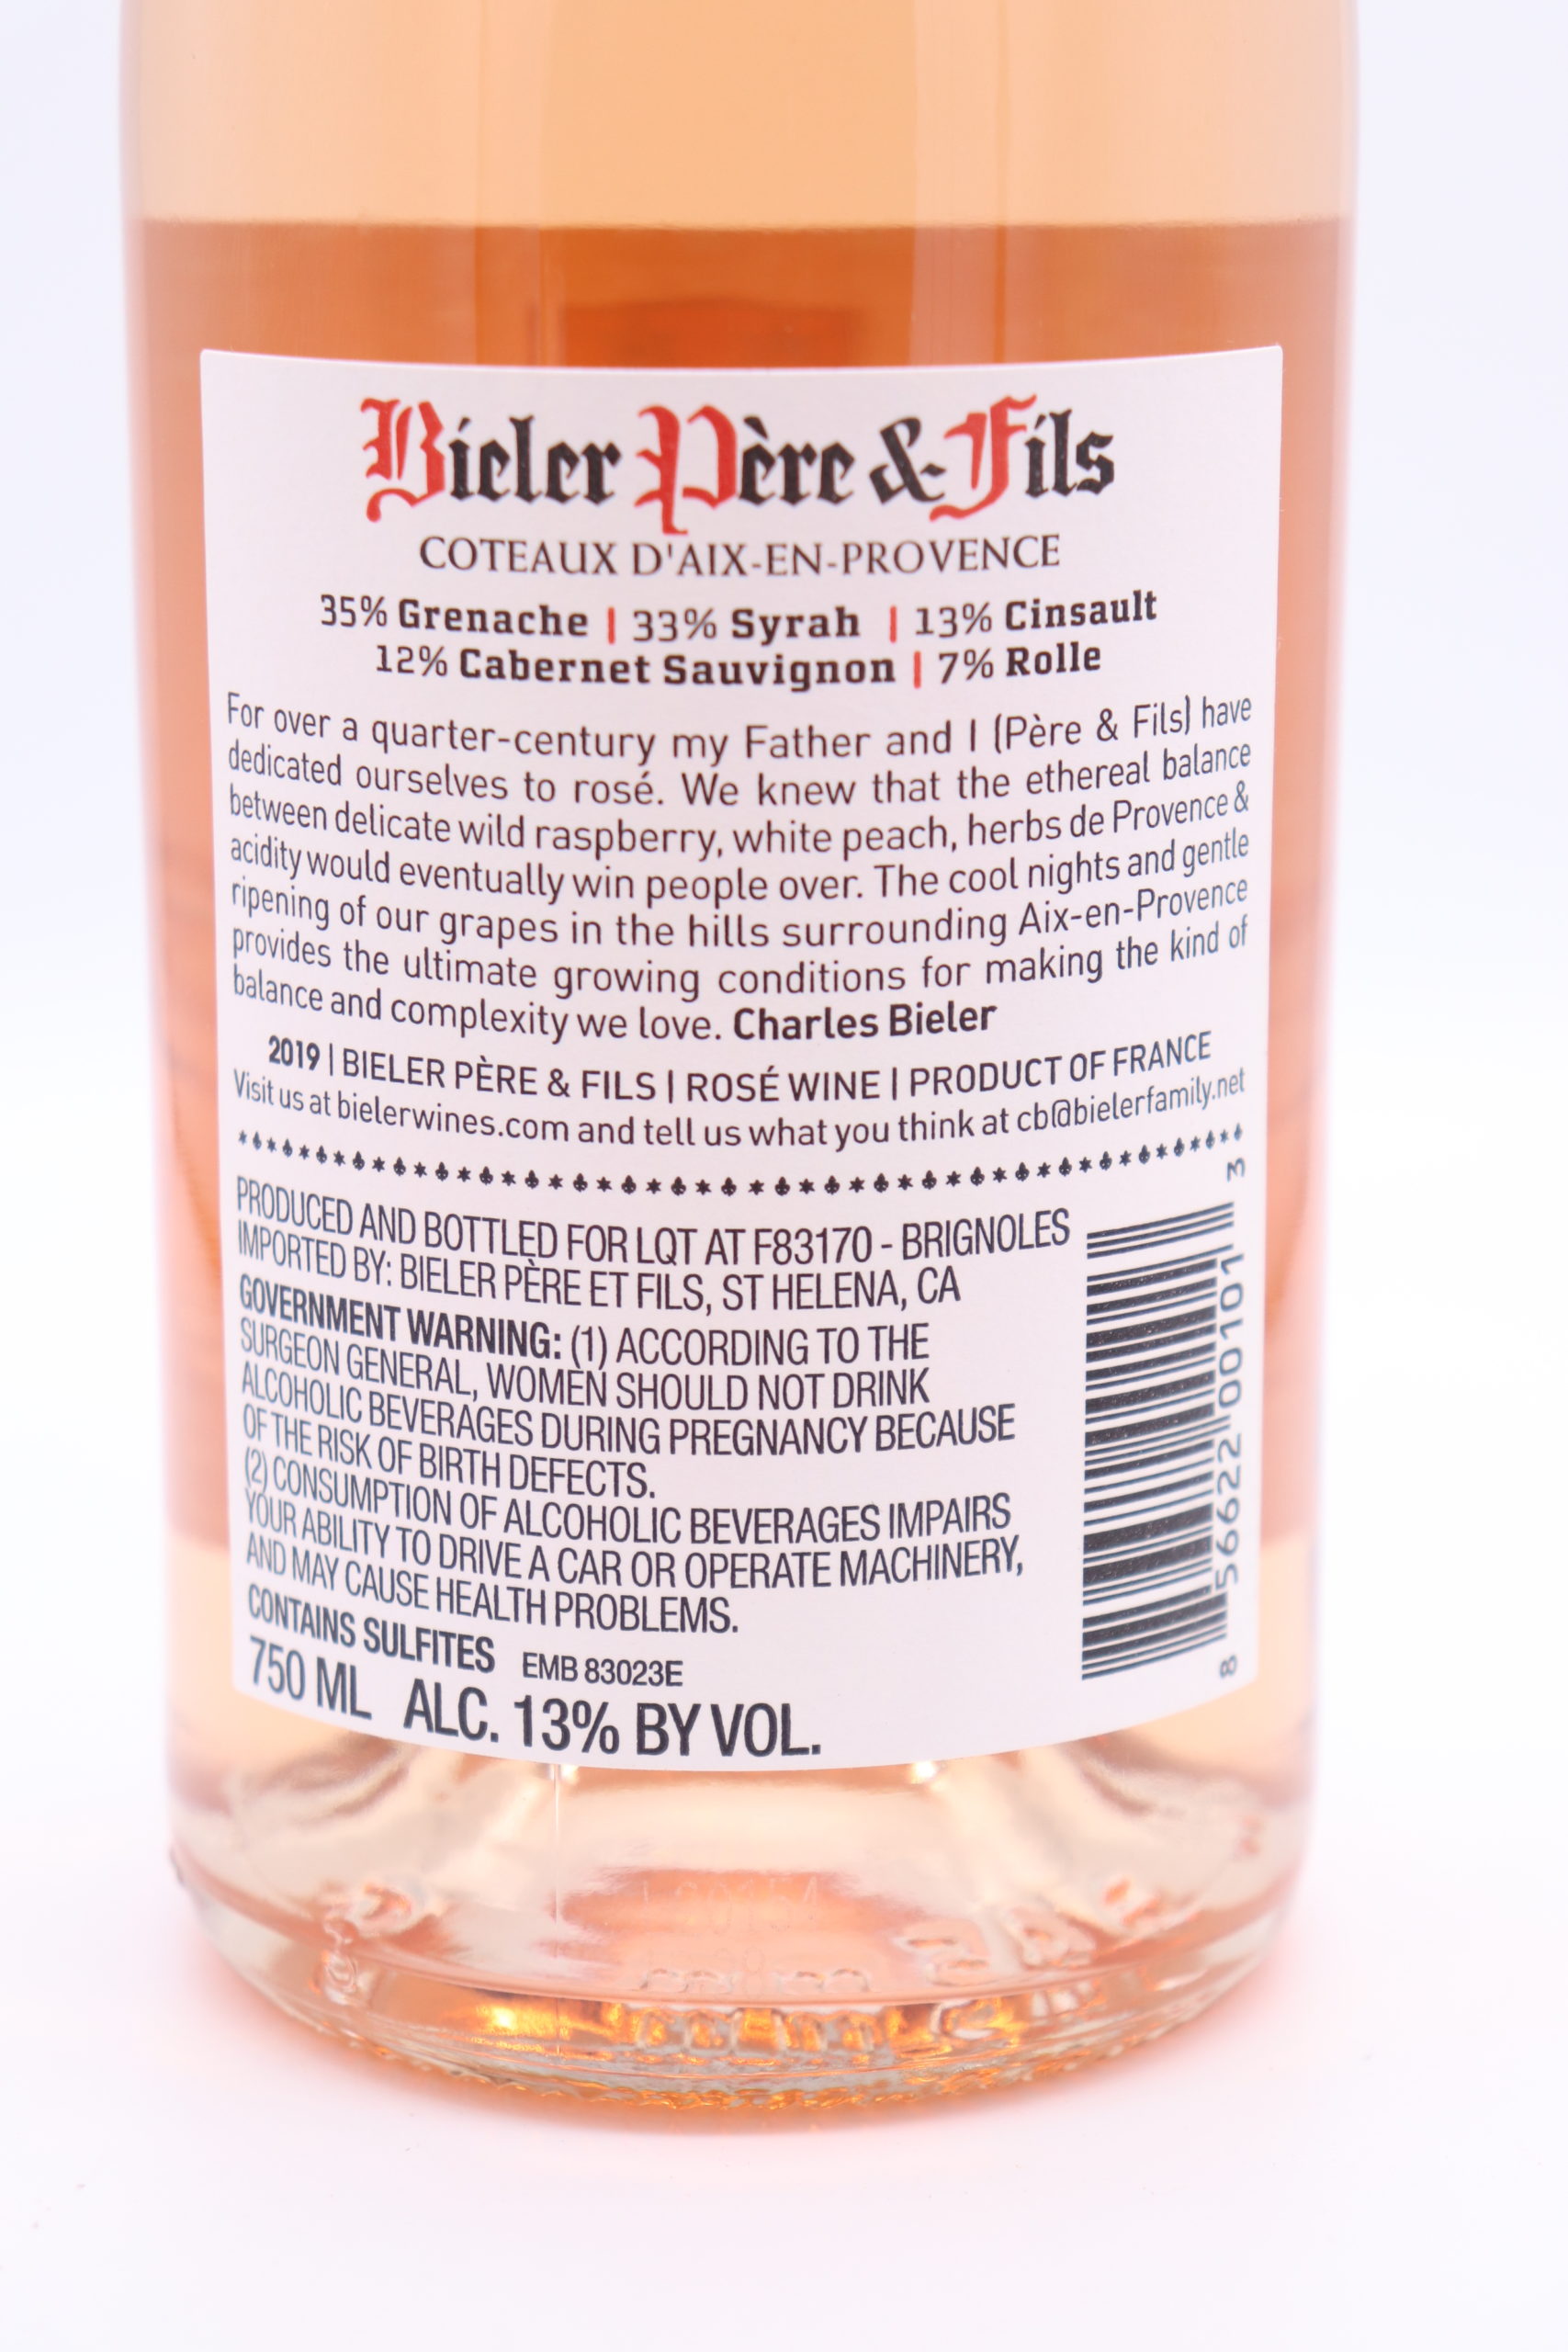 Bieler Père & Fils
COTEAUX D'AIX-EN-PROVENCE
35% Grenache | 33% Syrah | 13% Cinsault
12% Cabernet Sauvignon | 7% Rolle
For over a quarter-century my Father and I (Père & Fils) have
dedicated ourselves to rosé. We knew that the ethereal balance
between delicate wild raspberry, white peach, herbs de Provence &
acidity would eventually win people over. The cool nights and gentle
ripening of our grapes in the hills surrounding Aix-en-Provence
provides the ultimate growing conditions for making the kind of
balance and complexity we love. Charles Bieler
2019 | BIELER PÈRE & FILS | ROSÉ WINE | PRODUCT OF FRANCE
Visit us at bielerwines.com and tell us what you think at cb@bielerfamily.net
PRODUCED AND BOTTLED FOR LQT AT F83170 - BRIGNOLES
IMPORTED BY: BIELER PÈRE ET FILS, ST HELENA, CA
GOVERNMENT WARNING: (1) ACCORDING TO THE
SURGEON GENERAL, WOMEN SHOULD NOT DRINK
ALCOHOLIC BEVERAGES DURING PREGNANCY BECAUSE
OF THE RISK OF BIRTH DEFECTS.
(2) CONSUMPTION OF ALCOHOLIC BEVERAGES IMPAIRS
YOUR ABILITY TO DRIVE A CAR OR OPERATE MACHINERY,
AND MAY CAUSE HEALTH PROBLEMS.
CONTAINS SULFITES EMB 83023E
750 ML ALC. 13% BY VOL.
8 56622 00101 3